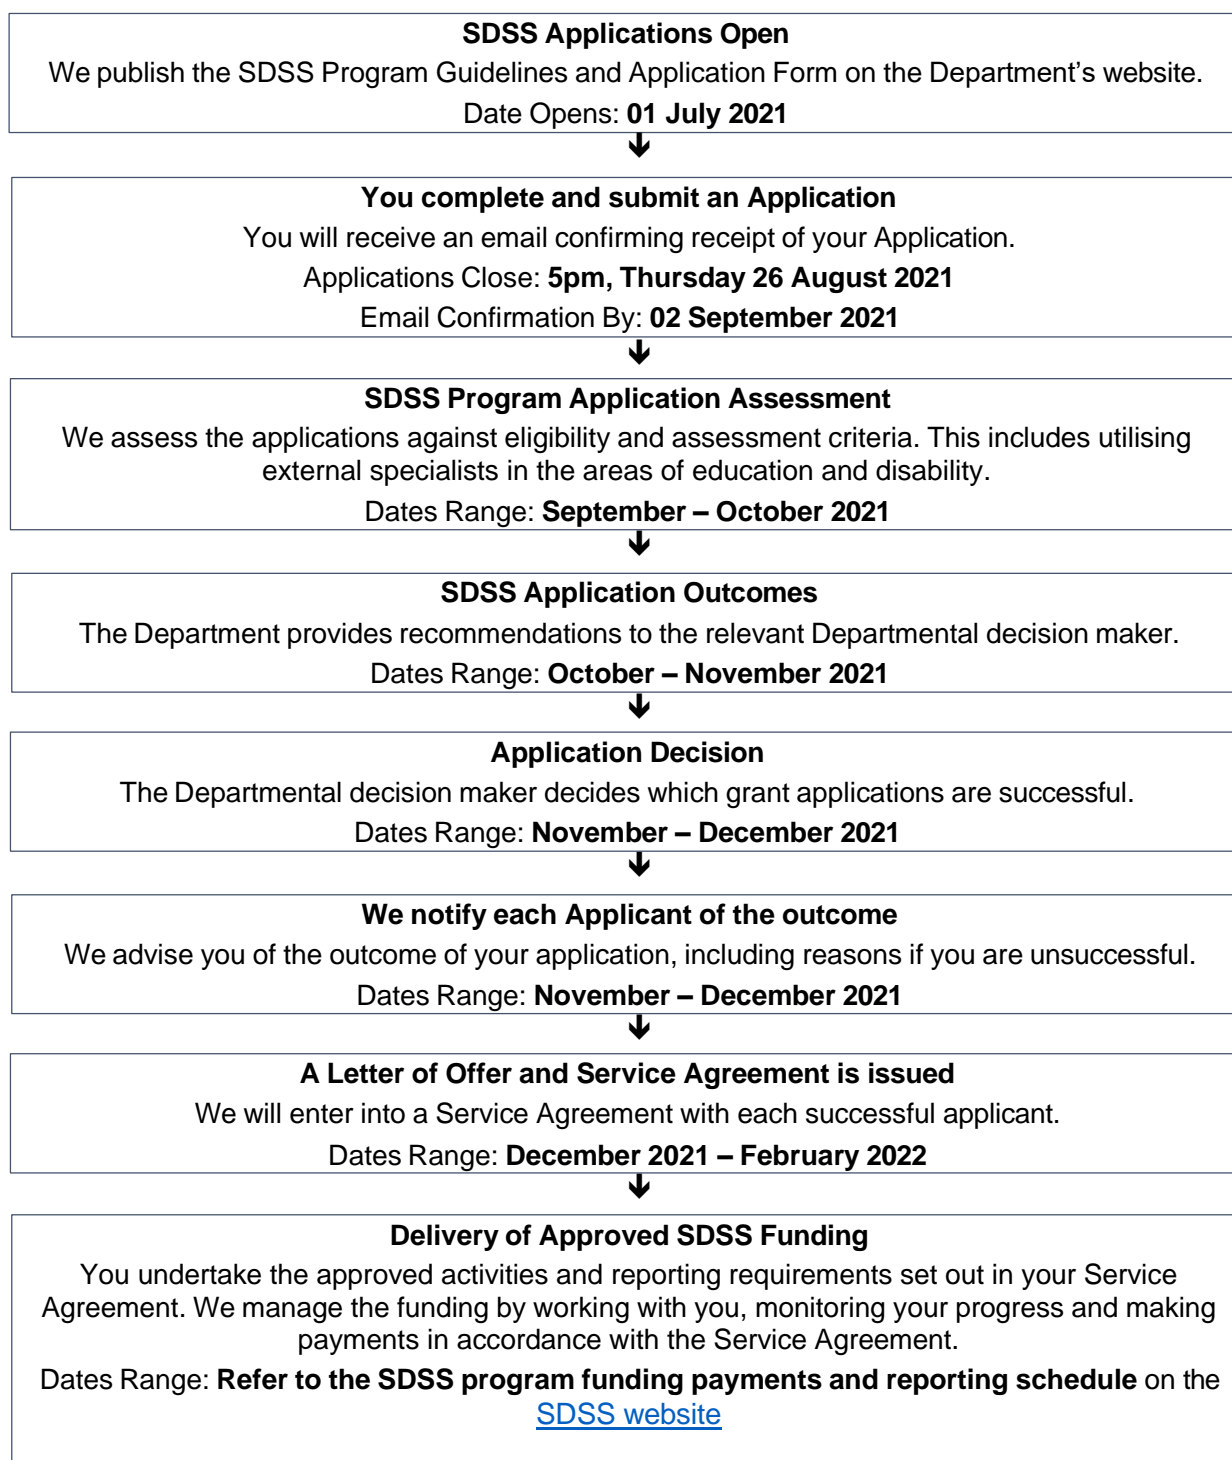 SDSS Applications Open
We publish the SDSS Program Guidelines and Application Form on the Department’s website.
Date Opens: 01 July 2021
You complete and submit an Application
You will receive an email confirming receipt of your Application.
Applications Close: 5pm, Thursday 26 August 2021
Email Confirmation By: 02 September 2021
SDSS Program Application Assessment
We assess the applications against eligibility and assessment criteria. This includes utilising
external specialists in the areas of education and disability.
Dates Range: September – October 2021
SDSS Application Outcomes
The Department provides recommendations to the relevant Departmental decision maker.
Dates Range: October – November 2021
Application Decision
The Departmental decision maker decides which grant applications are successful.
Dates Range: November – December 2021
We notify each Applicant of the outcome
We advise you of the outcome of your application, including reasons if you are unsuccessful.
Dates Range: November – December 2021
A Letter of Offer and Service Agreement is issued
We will enter into a Service Agreement with each successful applicant.
Dates Range: December 2021 – February 2022
Delivery of Approved SDSS Funding
You undertake the approved activities and reporting requirements set out in your Service
Agreement. We manage the funding by working with you, monitoring your progress and making
payments in accordance with the Service Agreement.
Dates Range: Refer to the SDSS program funding payments and reporting schedule on the
SDSS website